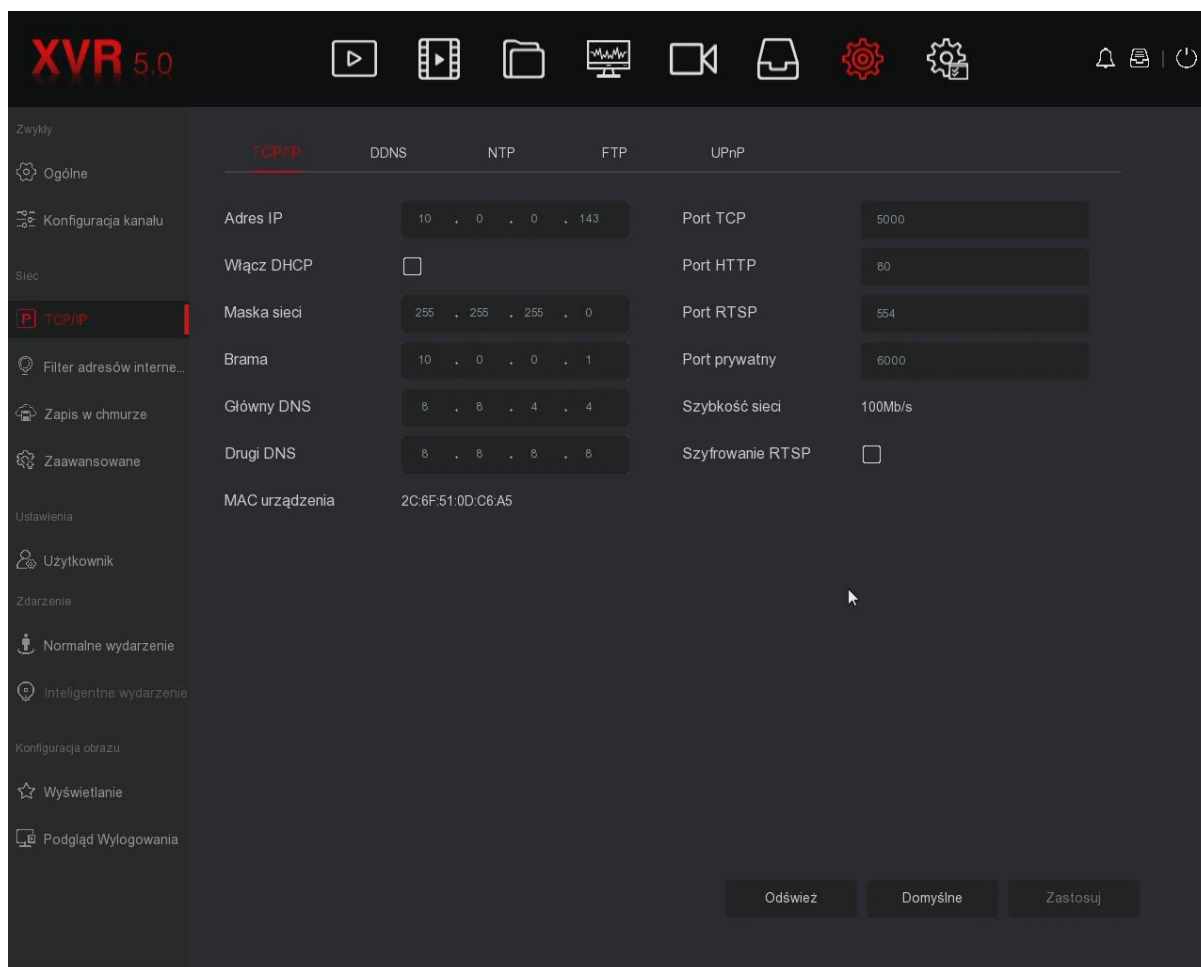 XVR 5.0
Zwykły
Ogólne
Konfiguracja kanału
Sieć
P TCP/IP
Filter adresów interne...
Zapis w chmurze
Zaawansowane
Ustawienia
Użytkownik
Zdarzenie
Normalne wydarzenie
Inteligentne wydarzenie
Konfiguracja obrazu
Wyświetlanie
Podgląd Wylogowania
TCP/IP DDNS NTP FTP UPnP
Adres IP 10 . 0 . 0 . 143
Włącz DHCP
Maska sieci 255 . 255 . 255 . 0
Brama 10 . 0 . 0 . 1
Główny DNS 8 . 8 . 4 . 4
Drugi DNS 8 . 8 . 8 . 8
MAC urządzenia 2C:6F:51:0D:C6:A5
Port TCP 5000
Port HTTP 80
Port RTSP 554
Port prywatny 6000
Szybkość sieci 100Mb/s
Szyfrowanie RTSP
Odśwież Domyślne Zastosuj